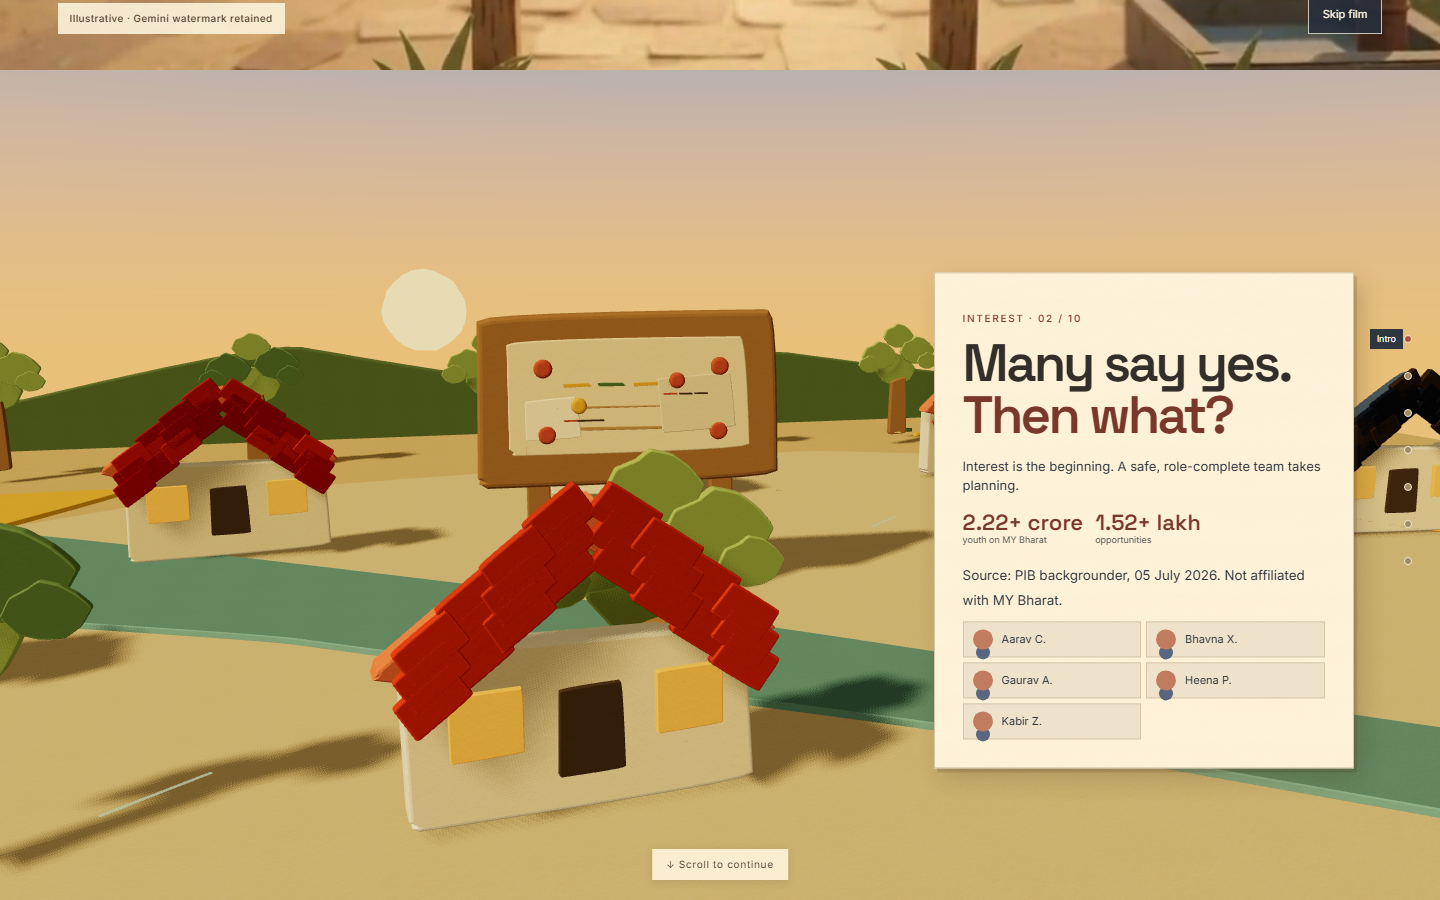 Illustrative · Gemini watermark retained
Skip film
Intro
INTEREST · 02 / 10
Many say yes.
Then what?
Interest is the beginning. A safe, role-complete team takes
planning.
2.22+ crore 1.52+ lakh
youth on MY Bharat opportunities
Source: PIB backgrounder, 05 July 2026. Not affiliated
with MY Bharat.
Aarav C. Bhavna X.
Gaurav A. Heena P.
Kabir Z.
↓ Scroll to continue